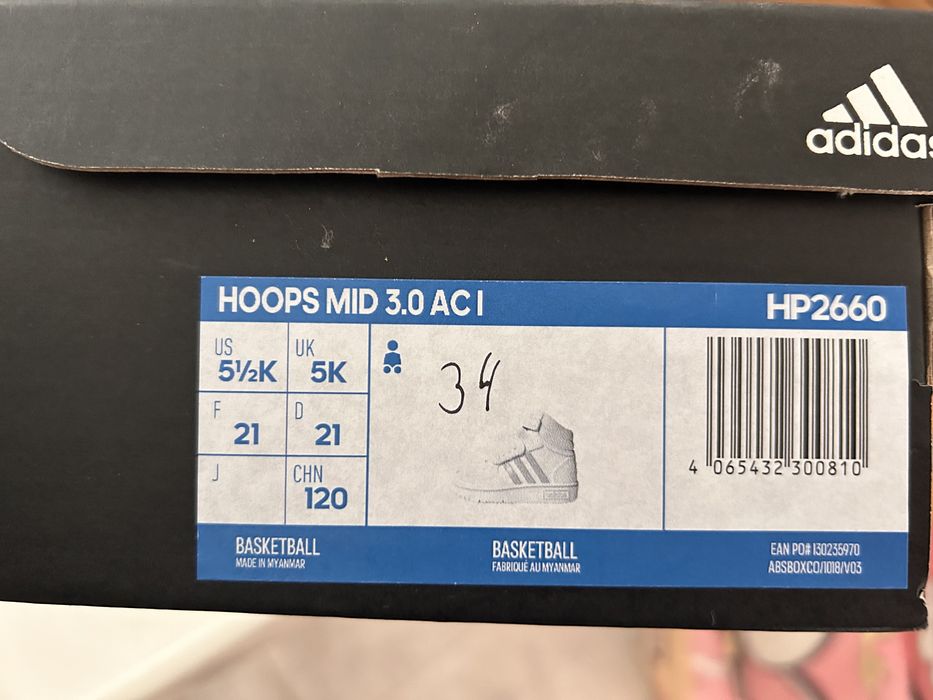 adidas
HOOPS MID 3.0 AC I HP2660
US 5½K UK 5K
F 21 D 21
J CHN 120
34
4 065432 300810
BASKETBALL
MADE IN MYANMAR
BASKETBALL
FABRIQUÉ AU MYANMAR
EAN PO# 130235970
ABSBOXCO/1018/V03